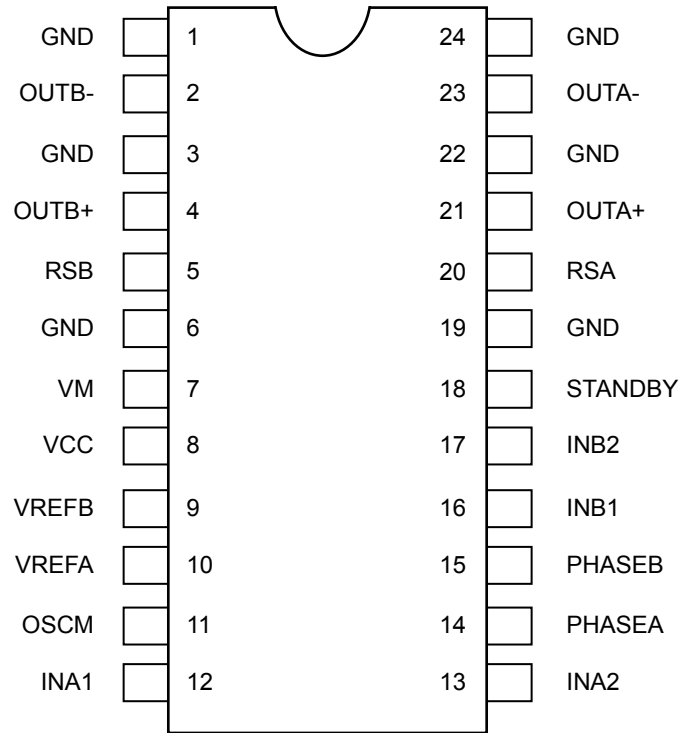 GND 1 24 GND
OUTB- 2 23 OUTA-
GND 3 22 GND
OUTB+ 4 21 OUTA+
RSB 5 20 RSA
GND 6 19 GND
VM 7 18 STANDBY
VCC 8 17 INB2
VREFB 9 16 INB1
VREFA 10 15 PHASEB
OSCM 11 14 PHASEA
INA1 12 13 INA2